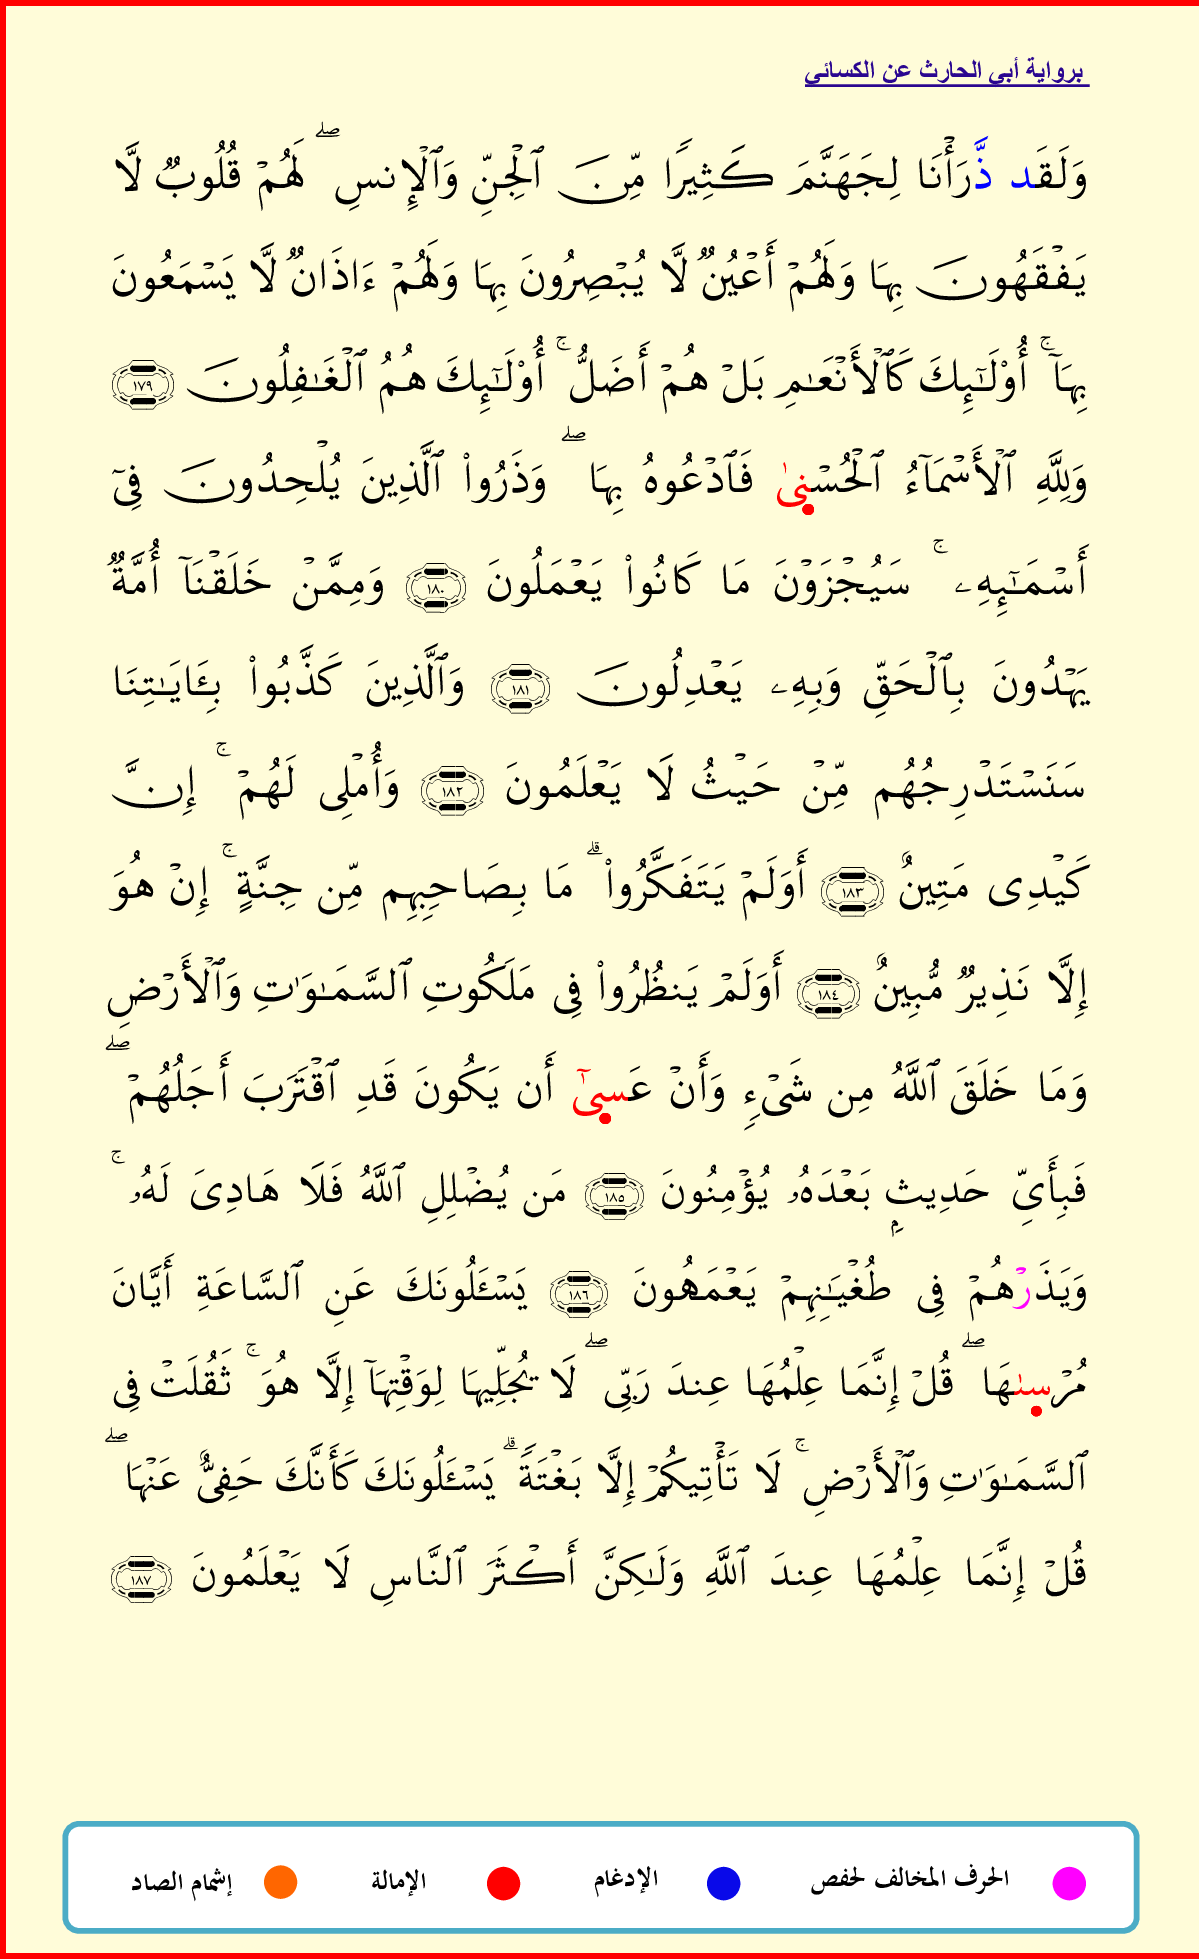 برواية أبي الحارث عن الكسائي
وَلَقَد ذَّرَأْنَا لِجَهَنَّمَ كَثِيرًا مِّنَ ٱلْجِنِّ وَٱلْإِنسِ ۖ لَهُمْ قُلُوبٌ لَّا
يَفْقَهُونَ بِهَا وَلَهُمْ أَعْيُنٌ لَّا يُبْصِرُونَ بِهَا وَلَهُمْ ءَاذَانٌ لَّا يَسْمَعُونَ
بِهَآ ۚ أُو۟لَـٰٓئِكَ كَٱلْأَنْعَـٰمِ بَلْ هُمْ أَضَلُّ ۚ أُو۟لَـٰٓئِكَ هُمُ ٱلْغَـٰفِلُونَ ١٧٩
وَلِلَّهِ ٱلْأَسْمَآءُ ٱلْحُسْنِىٰ فَٱدْعُوهُ بِهَا ۖ وَذَرُوا۟ ٱلَّذِينَ يُلْحِدُونَ فِىٓ
أَسْمَـٰٓئِهِۦ ۚ سَيُجْزَوْنَ مَا كَانُوا۟ يَعْمَلُونَ ١٨٠ وَمِمَّنْ خَلَقْنَآ أُمَّةٌ
يَهْدُونَ بِٱلْحَقِّ وَبِهِۦ يَعْدِلُونَ ١٨١ وَٱلَّذِينَ كَذَّبُوا۟ بِـَٔايَـٰتِنَا
سَنَسْتَدْرِجُهُم مِّنْ حَيْثُ لَا يَعْلَمُونَ ١٨٢ وَأُمْلِى لَهُمْ ۚ إِنَّ
كَيْدِى مَتِينٌ ١٨٣ أَوَلَمْ يَتَفَكَّرُوا۟ ۗ مَا بِصَاحِبِهِم مِّن جِنَّةٍ ۚ إِنْ هُوَ
إِلَّا نَذِيرٌ مُّبِينٌ ١٨٤ أَوَلَمْ يَنظُرُوا۟ فِى مَلَكُوتِ ٱلسَّمَـٰوَٰتِ وَٱلْأَرْضِ
وَمَا خَلَقَ ٱللَّهُ مِن شَىْءٍ وَأَنْ عَسِىٰٓ أَن يَكُونَ قَدِ ٱقْتَرَبَ أَجَلُهُمْ ۖ
فَبِأَىِّ حَدِيثٍۭ بَعْدَهُۥ يُؤْمِنُونَ ١٨٥ مَن يُضْلِلِ ٱللَّهُ فَلَا هَادِىَ لَهُۥ ۚ
وَيَذَرْهُمْ فِى طُغْيَـٰنِهِمْ يَعْمَهُونَ ١٨٦ يَسْـَٔلُونَكَ عَنِ ٱلسَّاعَةِ أَيَّانَ
مُرْسِىٰهَا ۖ قُلْ إِنَّمَا عِلْمُهَا عِندَ رَبِّى ۖ لَا يُجَلِّيهَا لِوَقْتِهَآ إِلَّا هُوَ ۚ ثَقُلَتْ فِى
ٱلسَّمَـٰوَٰتِ وَٱلْأَرْضِ ۚ لَا تَأْتِيكُمْ إِلَّا بَغْتَةً ۗ يَسْـَٔلُونَكَ كَأَنَّكَ حَفِىٌّ عَنْهَا ۖ
قُلْ إِنَّمَا عِلْمُهَا عِندَ ٱللَّهِ وَلَـٰكِنَّ أَكْثَرَ ٱلنَّاسِ لَا يَعْلَمُونَ ١٨٧
الحرف المخالف لحفص الإدغام الإمالة إشمام الصاد